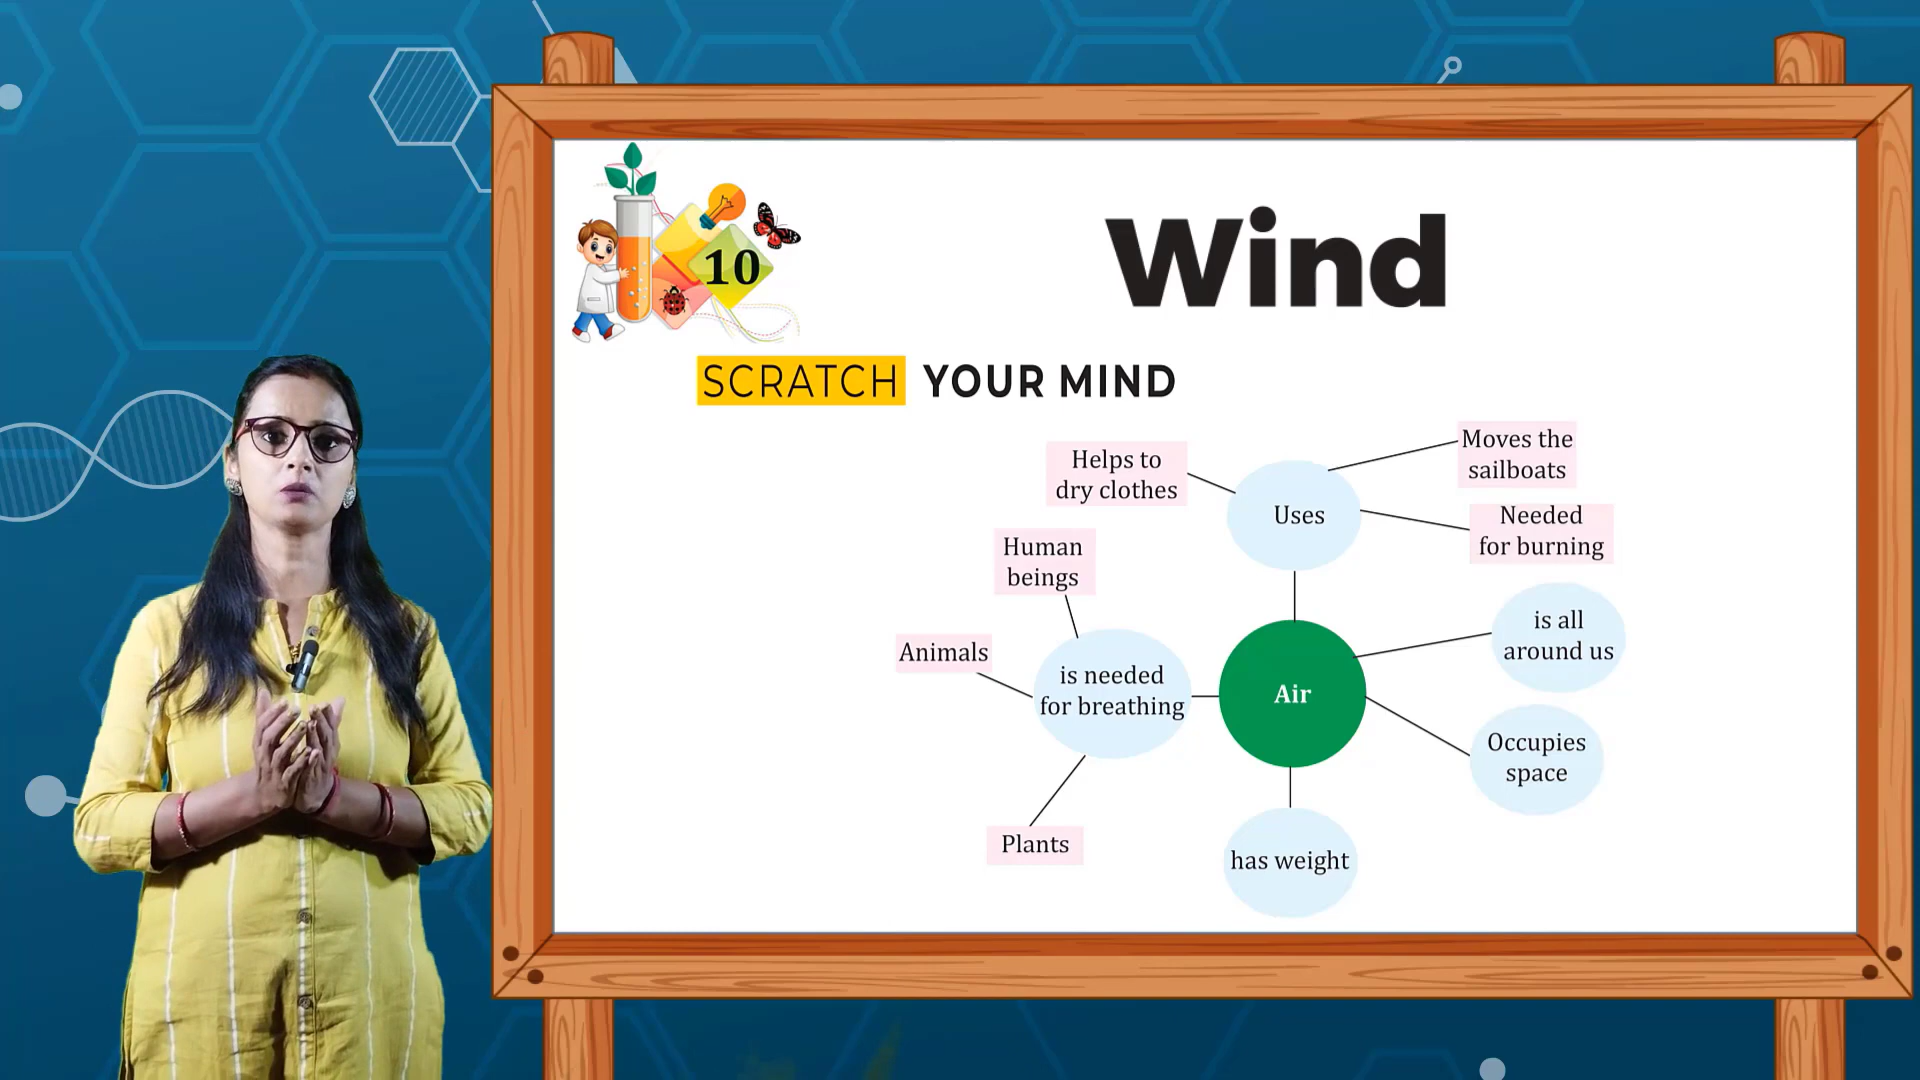 10
Wind
SCRATCH YOUR MIND
Moves the
sailboats
Helps to
dry clothes
Uses
Needed
for burning
Human
beings
is all
around us
Animals
is needed
for breathing
Air
Occupies
space
Plants
has weight